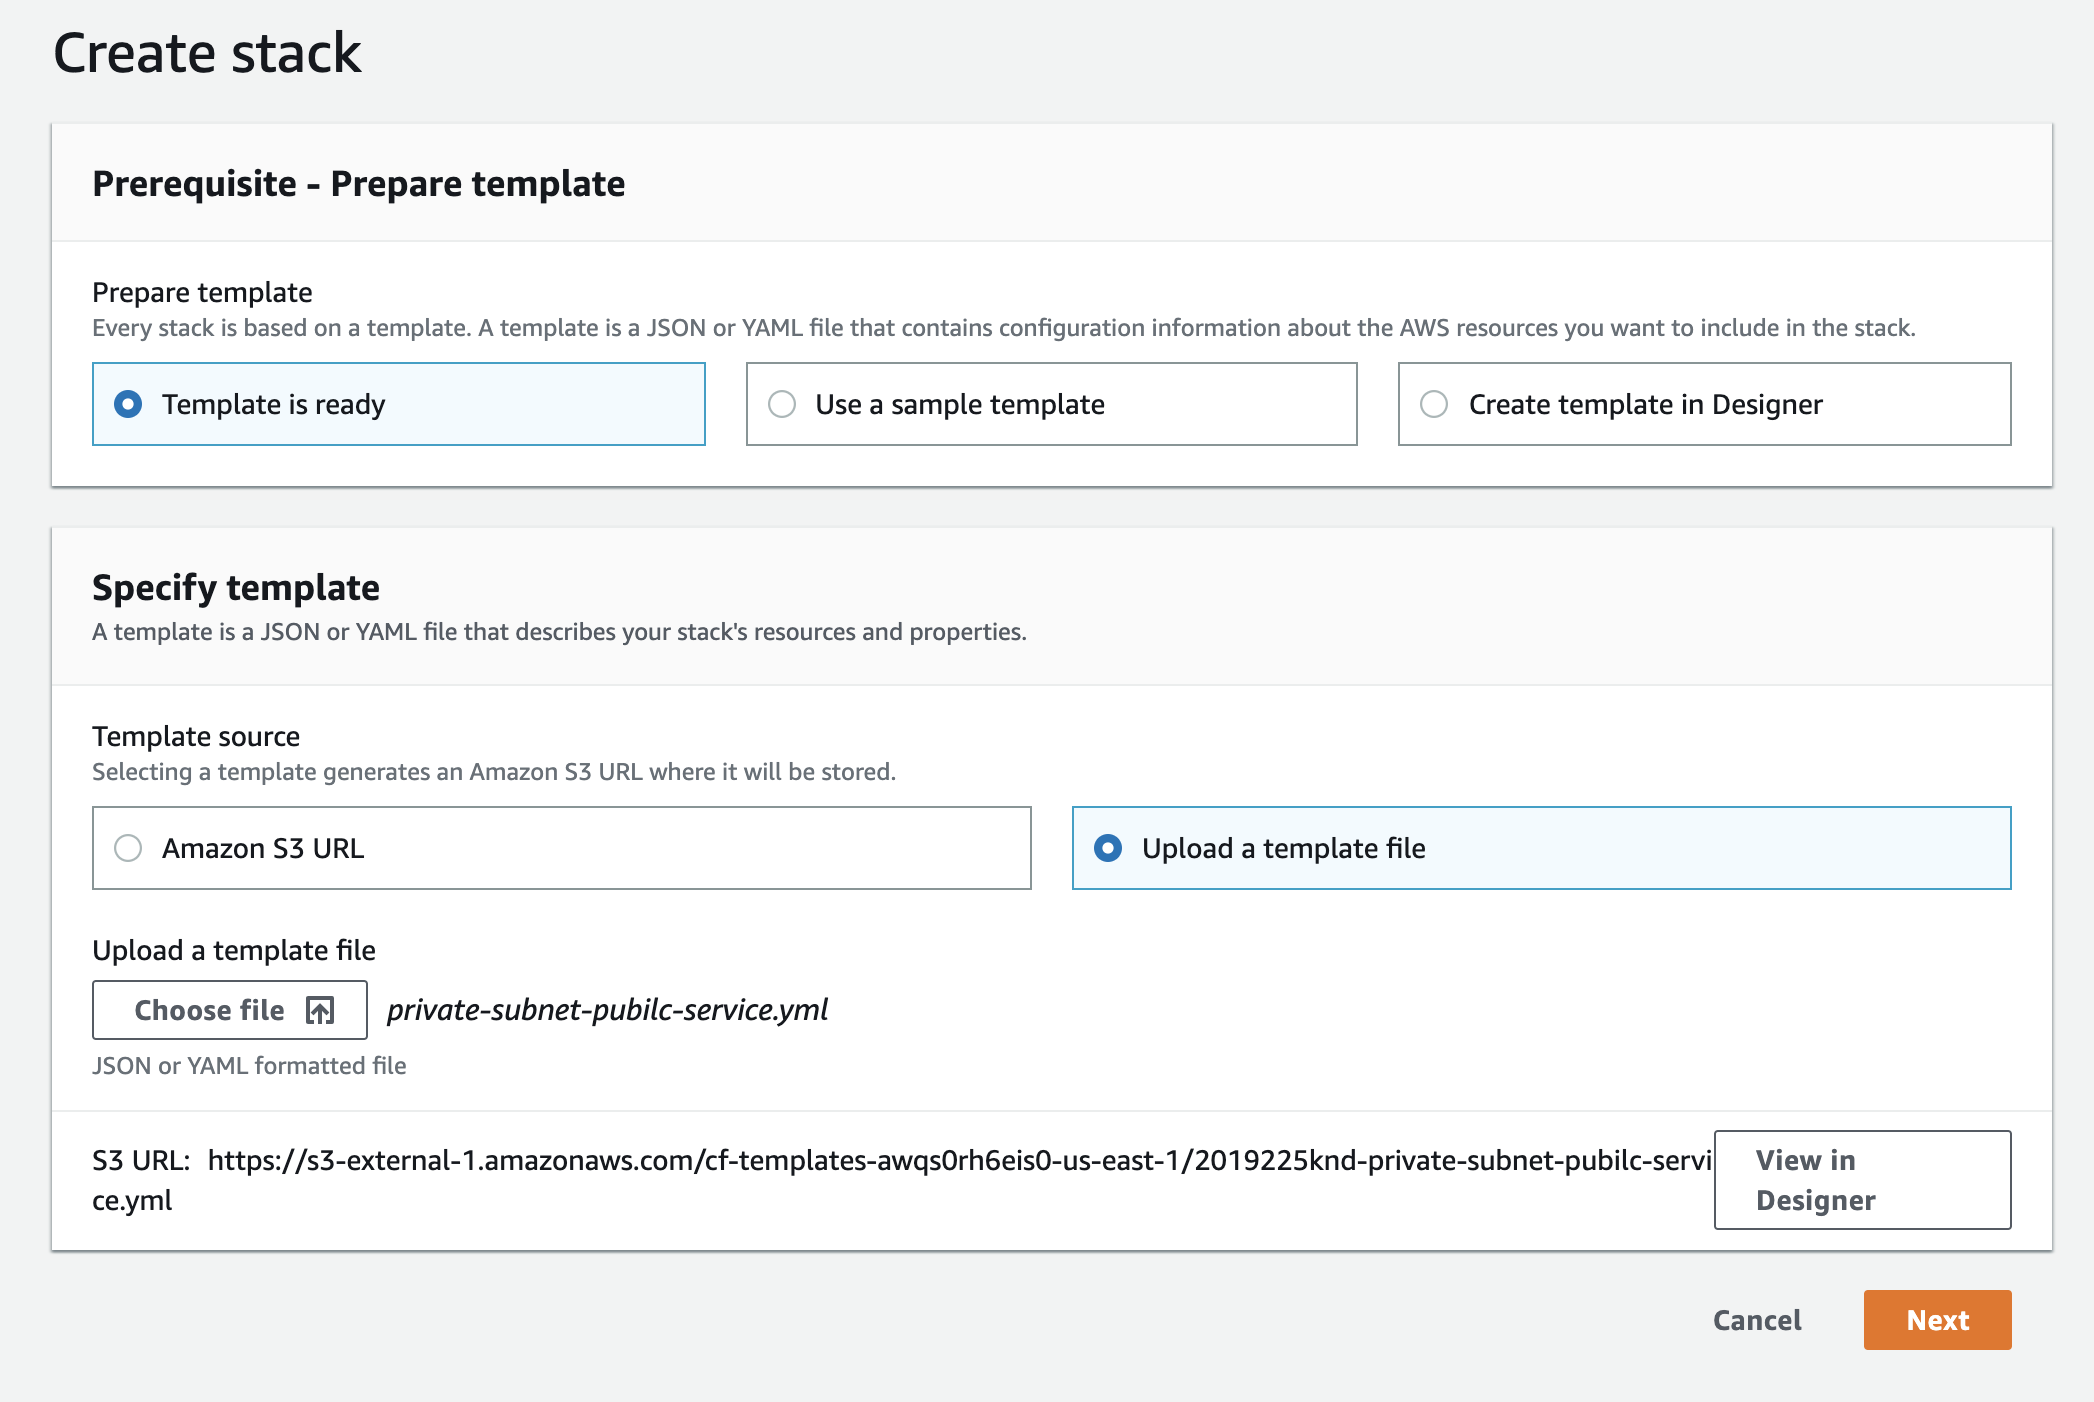 Create stack
Prerequisite - Prepare template
Prepare template
Every stack is based on a template. A template is a JSON or YAML file that contains configuration information about the AWS resources you want to include in the stack.
Template is ready
Use a sample template
Create template in Designer
Specify template
A template is a JSON or YAML file that describes your stack's resources and properties.
Template source
Selecting a template generates an Amazon S3 URL where it will be stored.
Amazon S3 URL
Upload a template file
Upload a template file
Choose file
private-subnet-pubilc-service.yml
JSON or YAML formatted file
S3 URL: https://s3-external-1.amazonaws.com/cf-templates-awqs0rh6eis0-us-east-1/2019225knd-private-subnet-pubilc-servi
ce.yml
View in
Designer
Cancel
Next